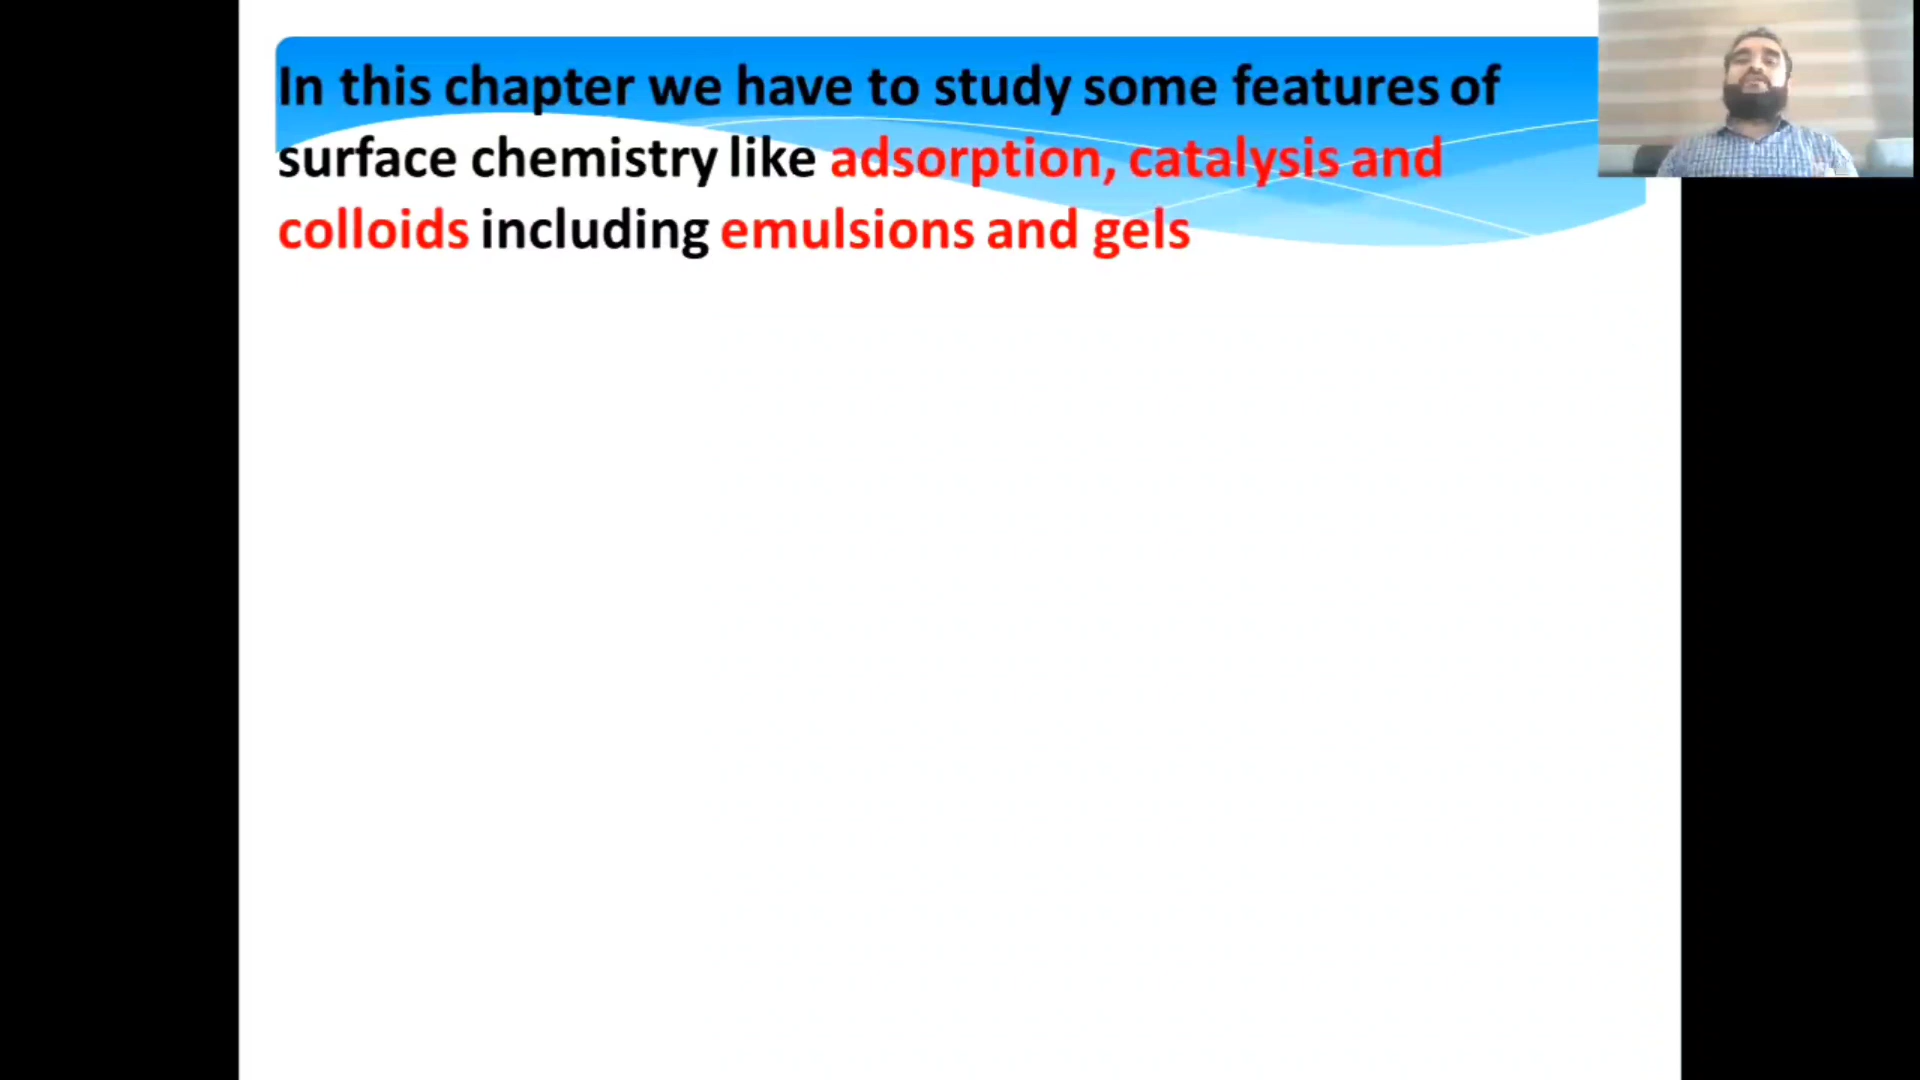 In this chapter we have to study some features of
surface chemistry like adsorption, catalysis and
colloids including emulsions and gels